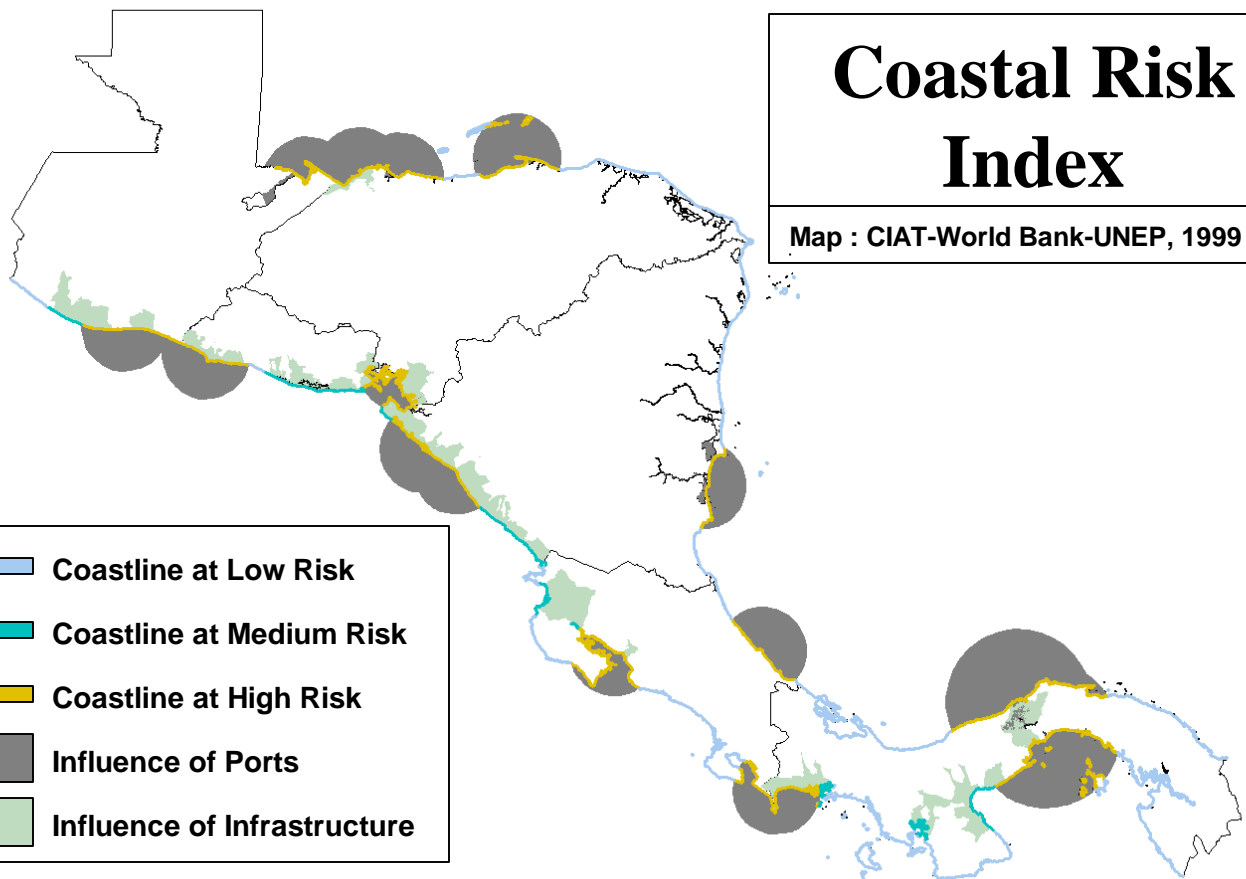 Coastal Risk
Index
Map : CIAT-World Bank-UNEP, 1999
Coastline at Low Risk
Coastline at Medium Risk
Coastline at High Risk
Influence of Ports
Influence of Infrastructure